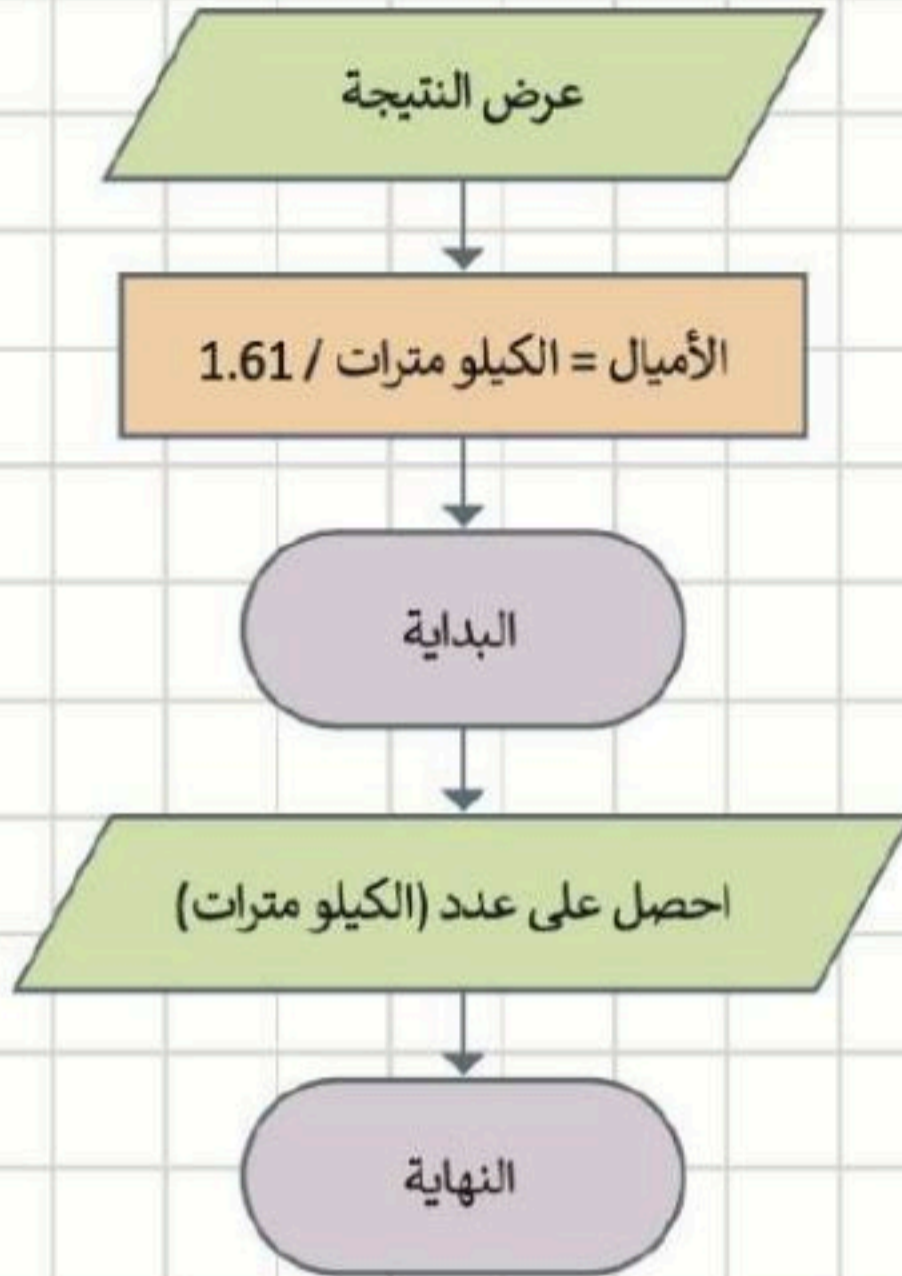 عرض النتيجة
الأميال = الكيلو مترات / 1.61
البداية
احصل على عدد (الكيلو مترات)
النهاية